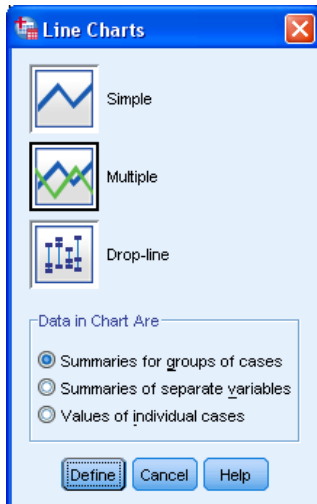 Line Charts
Simple
Multiple
Drop-line
Data in Chart Are
Summaries for groups of cases
Summaries of separate variables
Values of individual cases
Define Cancel Help